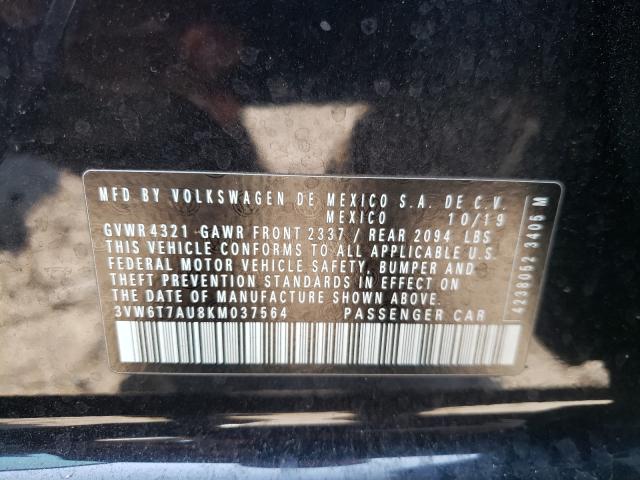 MFD BY VOLKSWAGEN DE MEXICO S.A. DE C.V.
MEXICO 10/19
GVWR 4321 GAWR FRONT 2337 / REAR 2094 LBS
THIS VEHICLE CONFORMS TO ALL APPLICABLE U.S.
FEDERAL MOTOR VEHICLE SAFETY, BUMPER AND
THEFT PREVENTION STANDARDS IN EFFECT ON
THE DATE OF MANUFACTURE SHOWN ABOVE.
3VW6T7AU8KM037564 PASSENGER CAR
4238052 3406 M